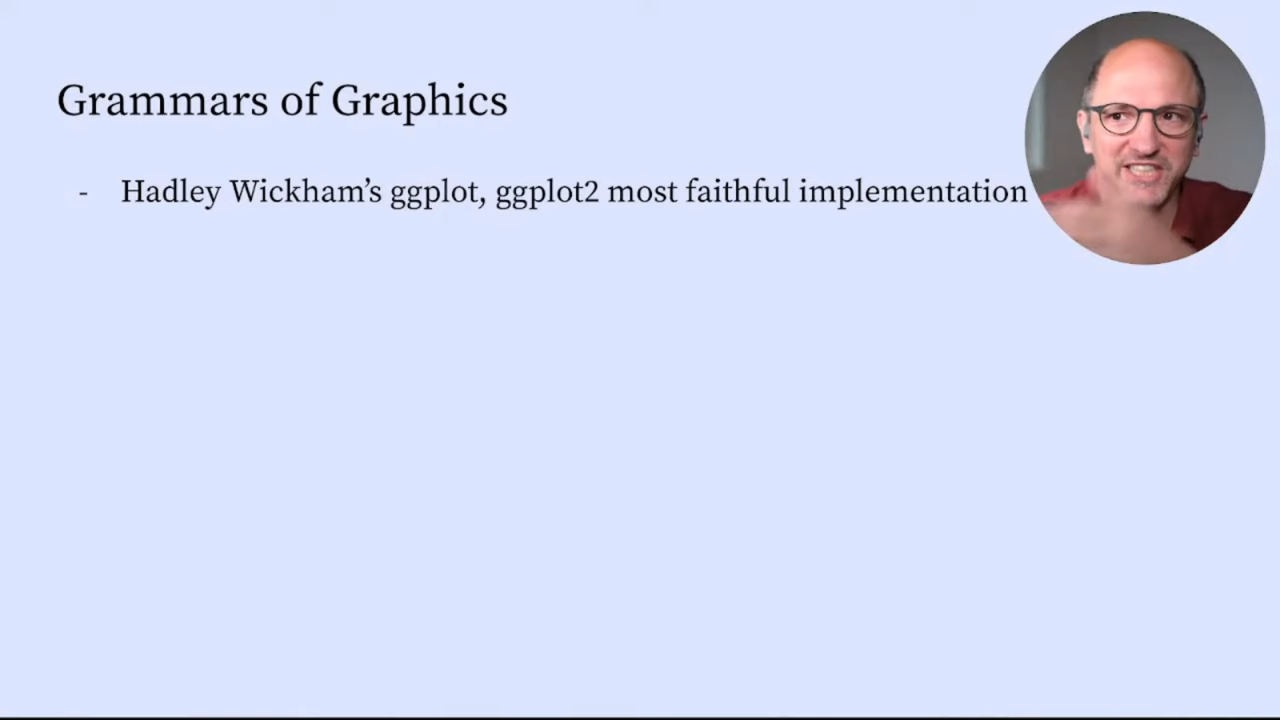 Grammars of Graphics
- Hadley Wickham’s ggplot, ggplot2 most faithful implementation